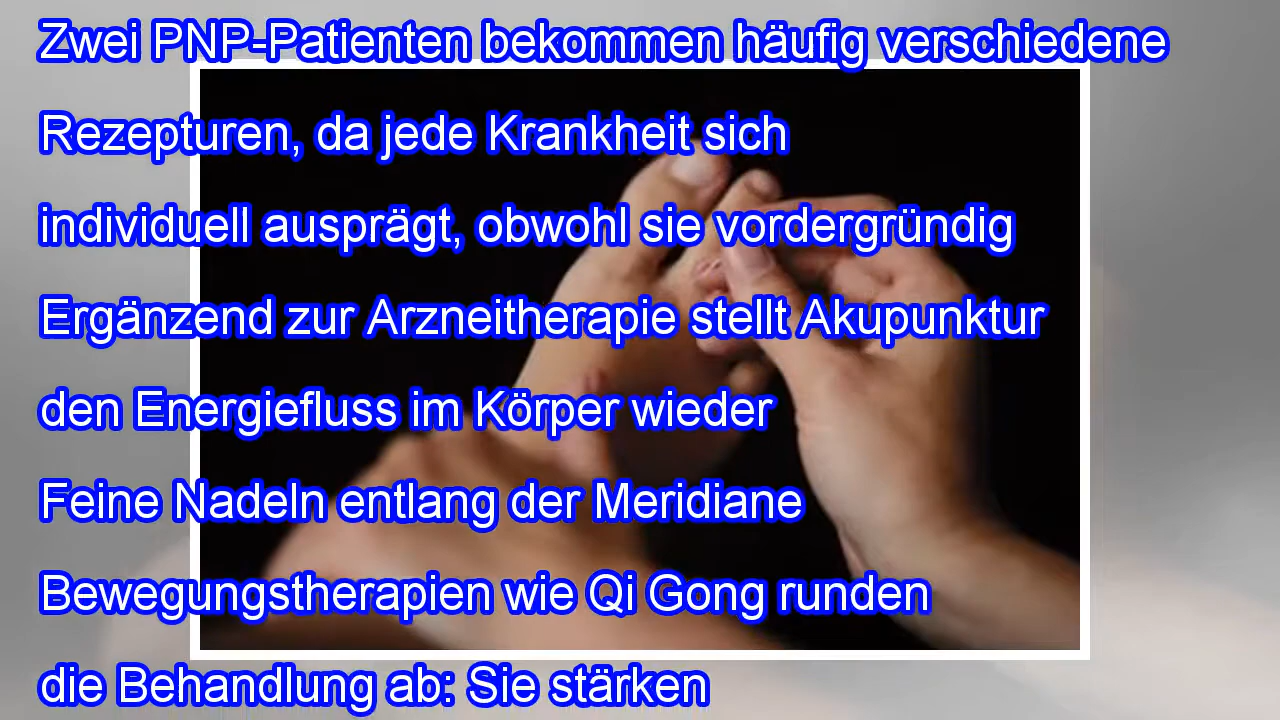 Zwei PNP-Patienten bekommen häufig verschiedene
Rezepturen, da jede Krankheit sich
individuell ausprägt, obwohl sie vordergründig
Ergänzend zur Arzneitherapie stellt Akupunktur
den Energiefluss im Körper wieder
Feine Nadeln entlang der Meridiane
Bewegungstherapien wie Qi Gong runden
die Behandlung ab: Sie stärken